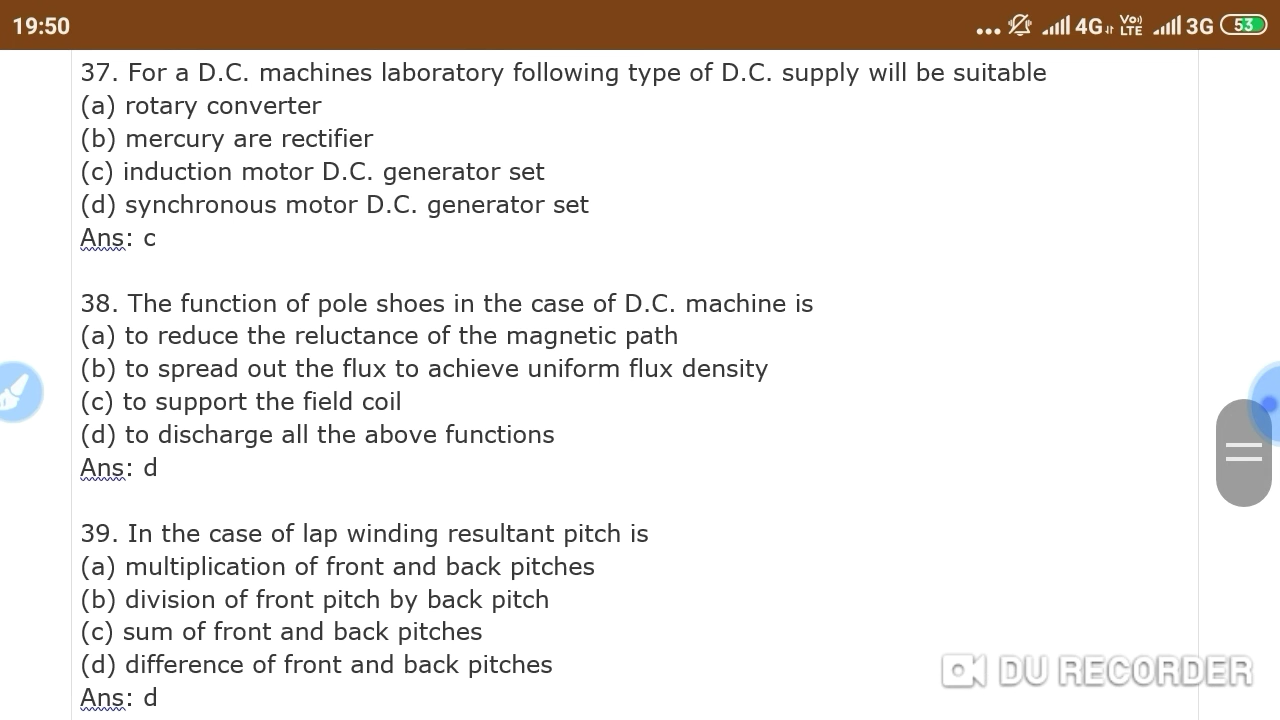 19:50
... 4G Vo)) LTE 3G 53
37. For a D.C. machines laboratory following type of D.C. supply will be suitable
(a) rotary converter
(b) mercury are rectifier
(c) induction motor D.C. generator set
(d) synchronous motor D.C. generator set
Ans: c
38. The function of pole shoes in the case of D.C. machine is
(a) to reduce the reluctance of the magnetic path
(b) to spread out the flux to achieve uniform flux density
(c) to support the field coil
(d) to discharge all the above functions
Ans: d
39. In the case of lap winding resultant pitch is
(a) multiplication of front and back pitches
(b) division of front pitch by back pitch
(c) sum of front and back pitches
(d) difference of front and back pitches
Ans: d
DU RECORDER